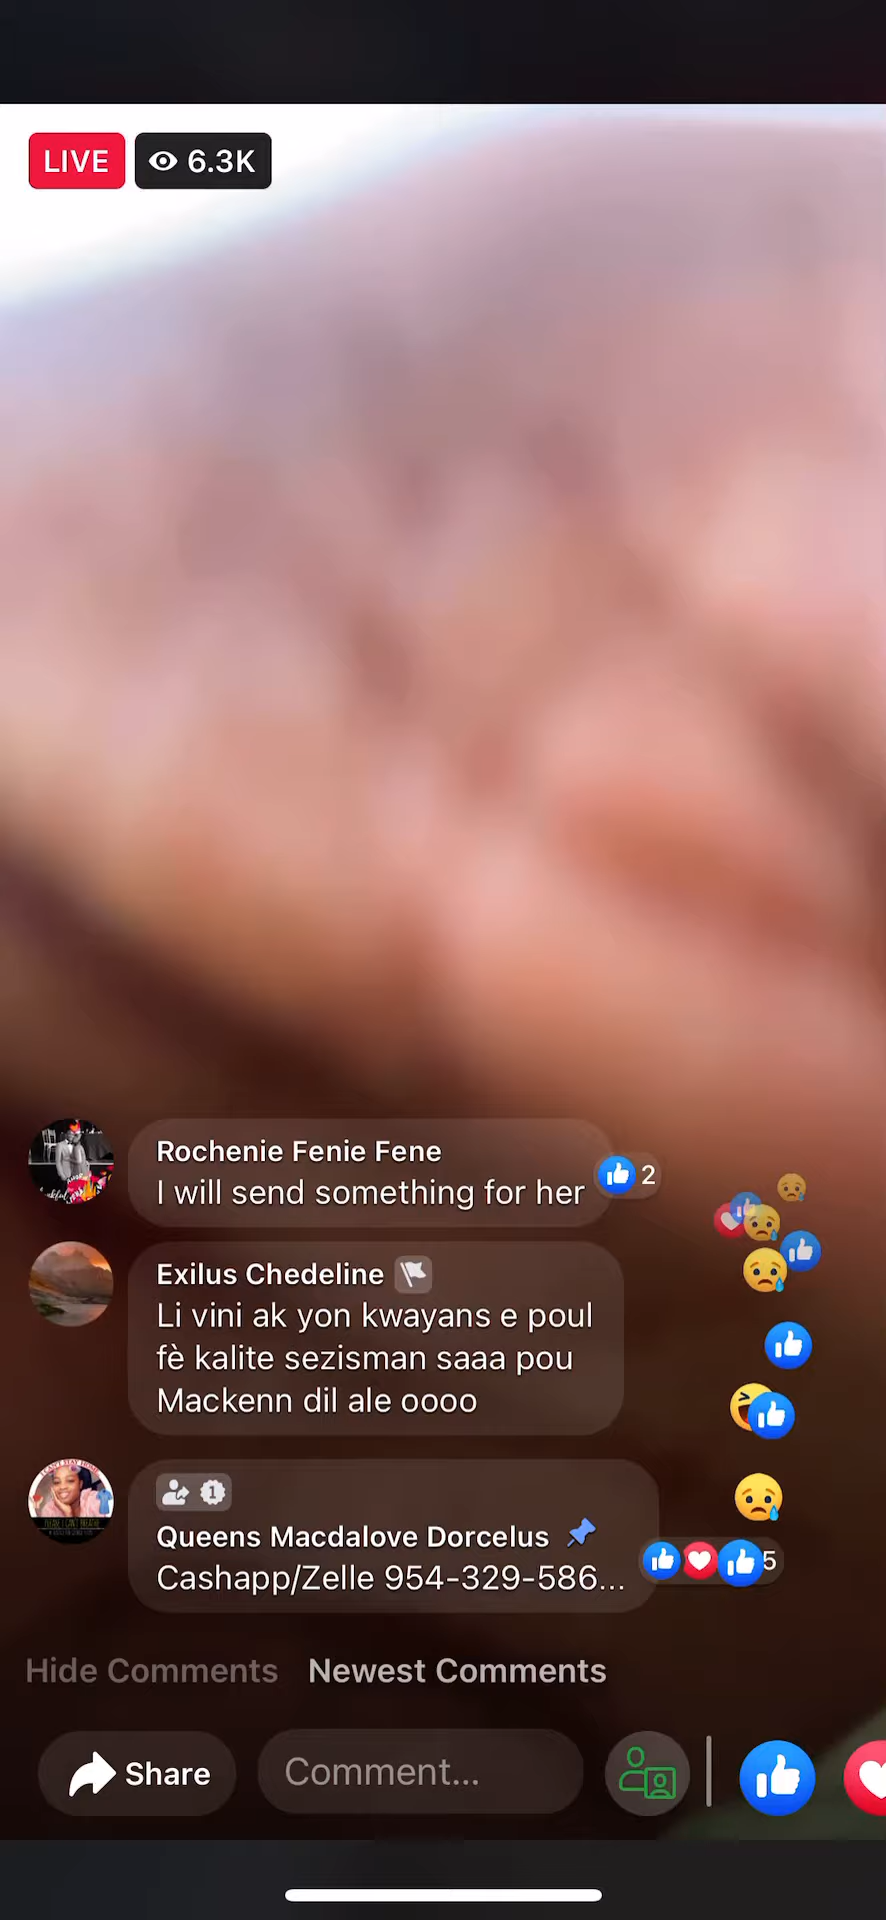 LIVE 6.3K
Rochenie Fenie Fene
I will send something for her
2
Exilus Chedeline
Li vini ak yon kwayans e poul
fè kalite sezisman saaa pou
Mackenn dil ale oooo
1
Queens Macdalove Dorcelus
Cashapp/Zelle 954-329-586...
5
Hide Comments Newest Comments
Share Comment...